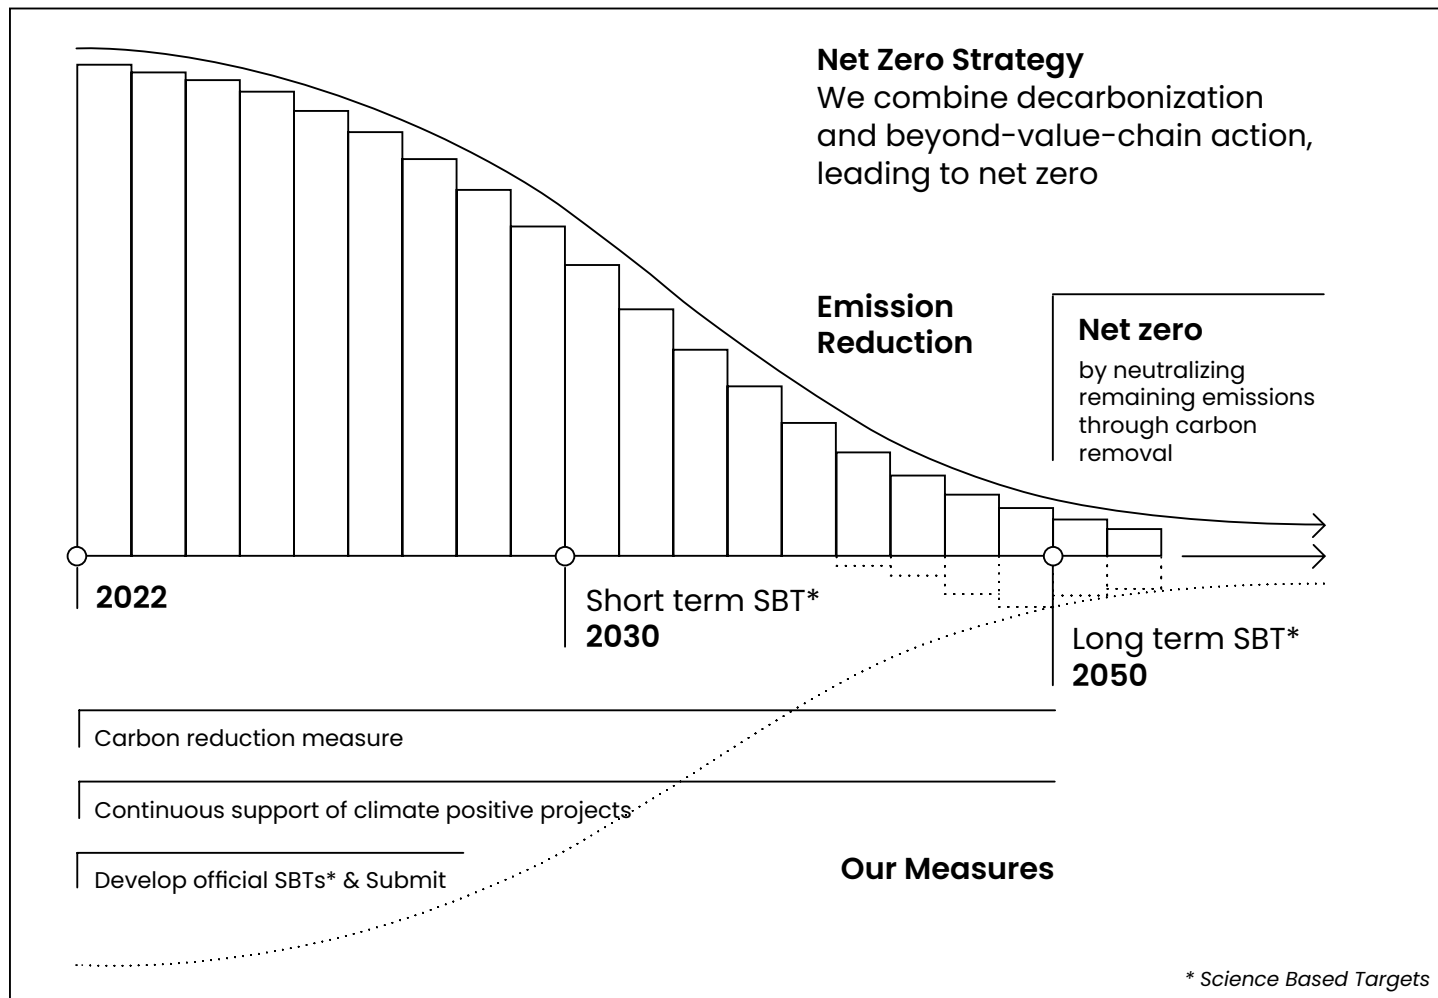 Net Zero Strategy
We combine decarbonization
and beyond-value-chain action,
leading to net zero
Emission
Reduction
Net zero
by neutralizing
remaining emissions
through carbon
removal
2022
Short term SBT*
2030
Long term SBT*
2050
Carbon reduction measure
Continuous support of climate positive projects
Develop official SBTs* & Submit
Our Measures
* Science Based Targets